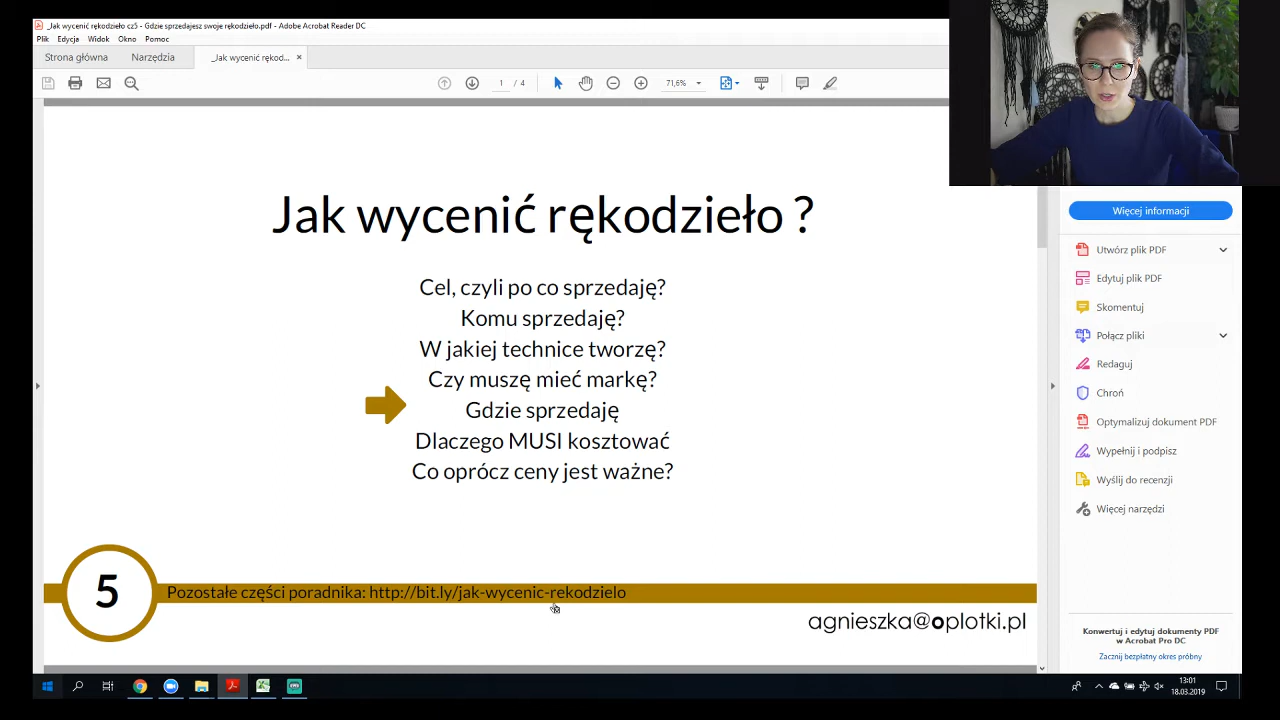 _Jak wycenić rękodzieło cz5 - Gdzie sprzedajesz swoje rękodzieło.pdf - Adobe Acrobat Reader DC
Plik Edycja Widok Okno Pomoc
Strona główna Narzędzia _Jak wycenić rękod... ×
1 / 4 71,6%
Jak wycenić rękodzieło ?
Cel, czyli po co sprzedaję?
Komu sprzedaję?
W jakiej technice tworzę?
Czy muszę mieć markę?
Gdzie sprzedaję
Dlaczego MUSI kosztować
Co oprócz ceny jest ważne?
5
Pozostałe części poradnika: http://bit.ly/jak-wycenic-rekodzielo
agnieszka@oplotki.pl
Więcej informacji
Utwórz plik PDF
Edytuj plik PDF
Skomentuj
Połącz pliki
Redaguj
Chroń
Optymalizuj dokument PDF
Wypełnij i podpisz
Wyślij do recenzji
Więcej narzędzi
Konwertuj i edytuj dokumenty PDF
w Acrobat Pro DC
Zacznij bezpłatny okres próbny
13:01
18.03.2019